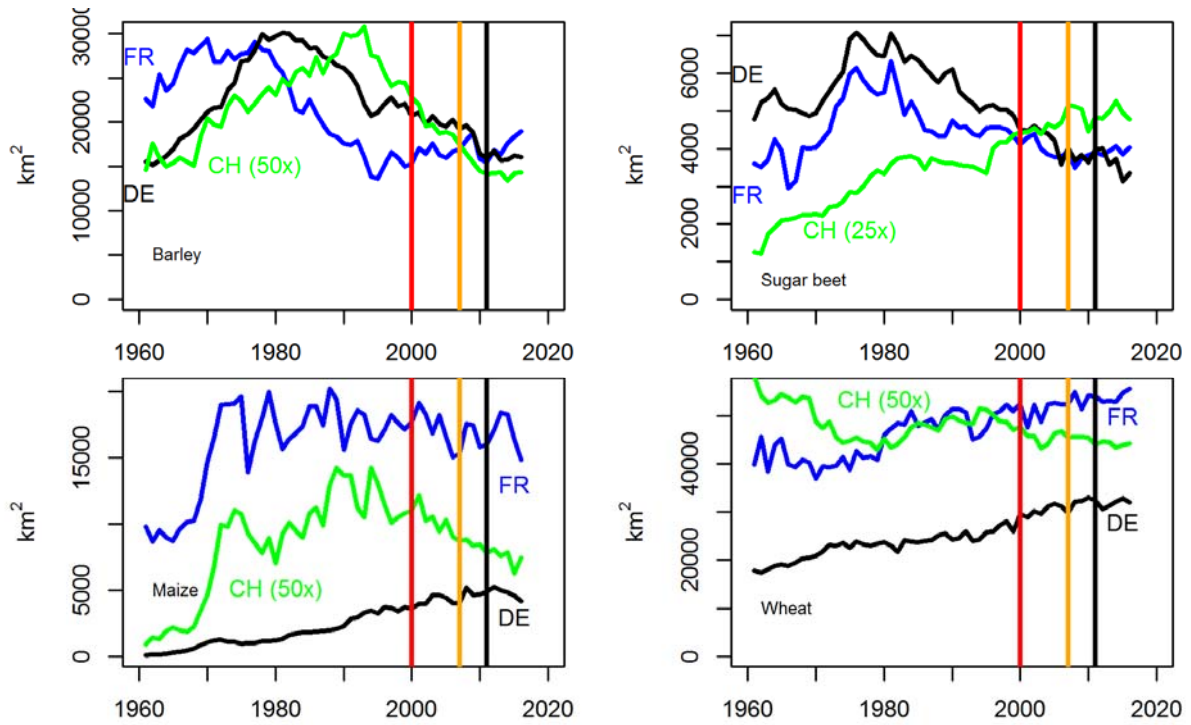 30000
20000
10000
0
km²
FR
DE
CH (50x)
Barley
1960 1980 2000 2020
6000
4000
2000
0
km²
DE
FR
CH (25x)
Sugar beet
1960 1980 2000 2020
15000
5000
0
km²
FR
CH (50x)
DE
Maize
1960 1980 2000 2020
40000
20000
0
km²
CH (50x)
FR
DE
Wheat
1960 1980 2000 2020